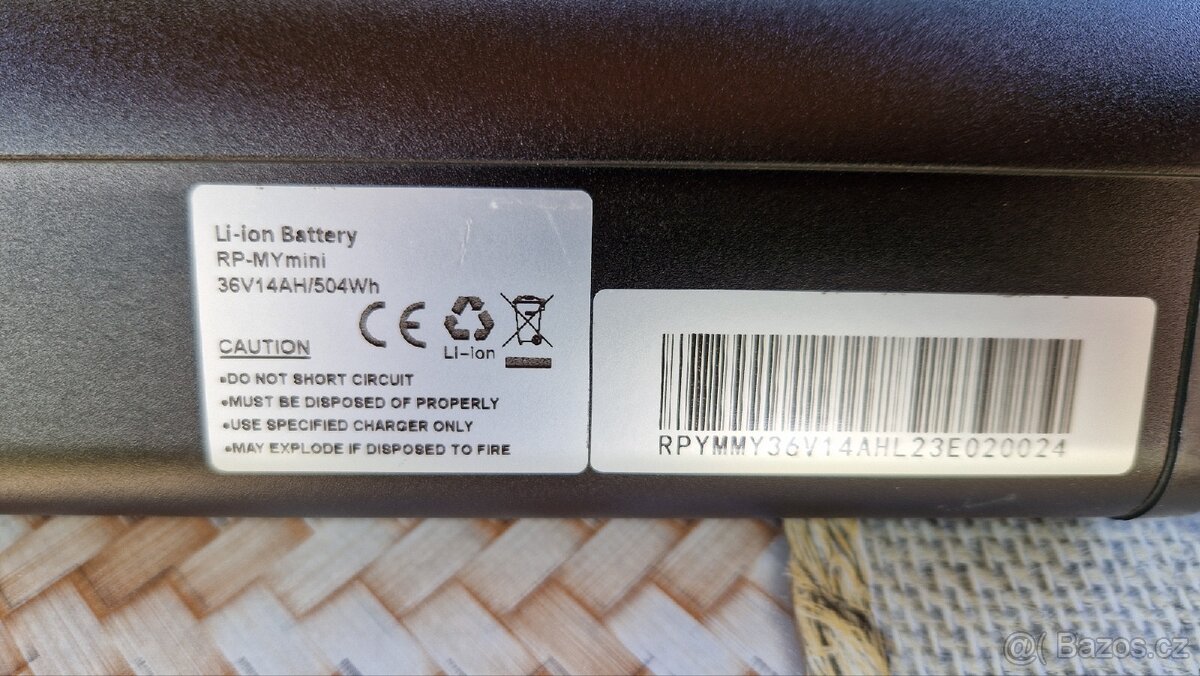 Li-ion Battery
RP-MYmini
36V14AH/504Wh
CE
Li-ion
CAUTION
•DO NOT SHORT CIRCUIT
•MUST BE DISPOSED OF PROPERLY
•USE SPECIFIED CHARGER ONLY
•MAY EXPLODE IF DISPOSED TO FIRE
RPYMMY36V14AHL23E020024
@( Bazos.cz